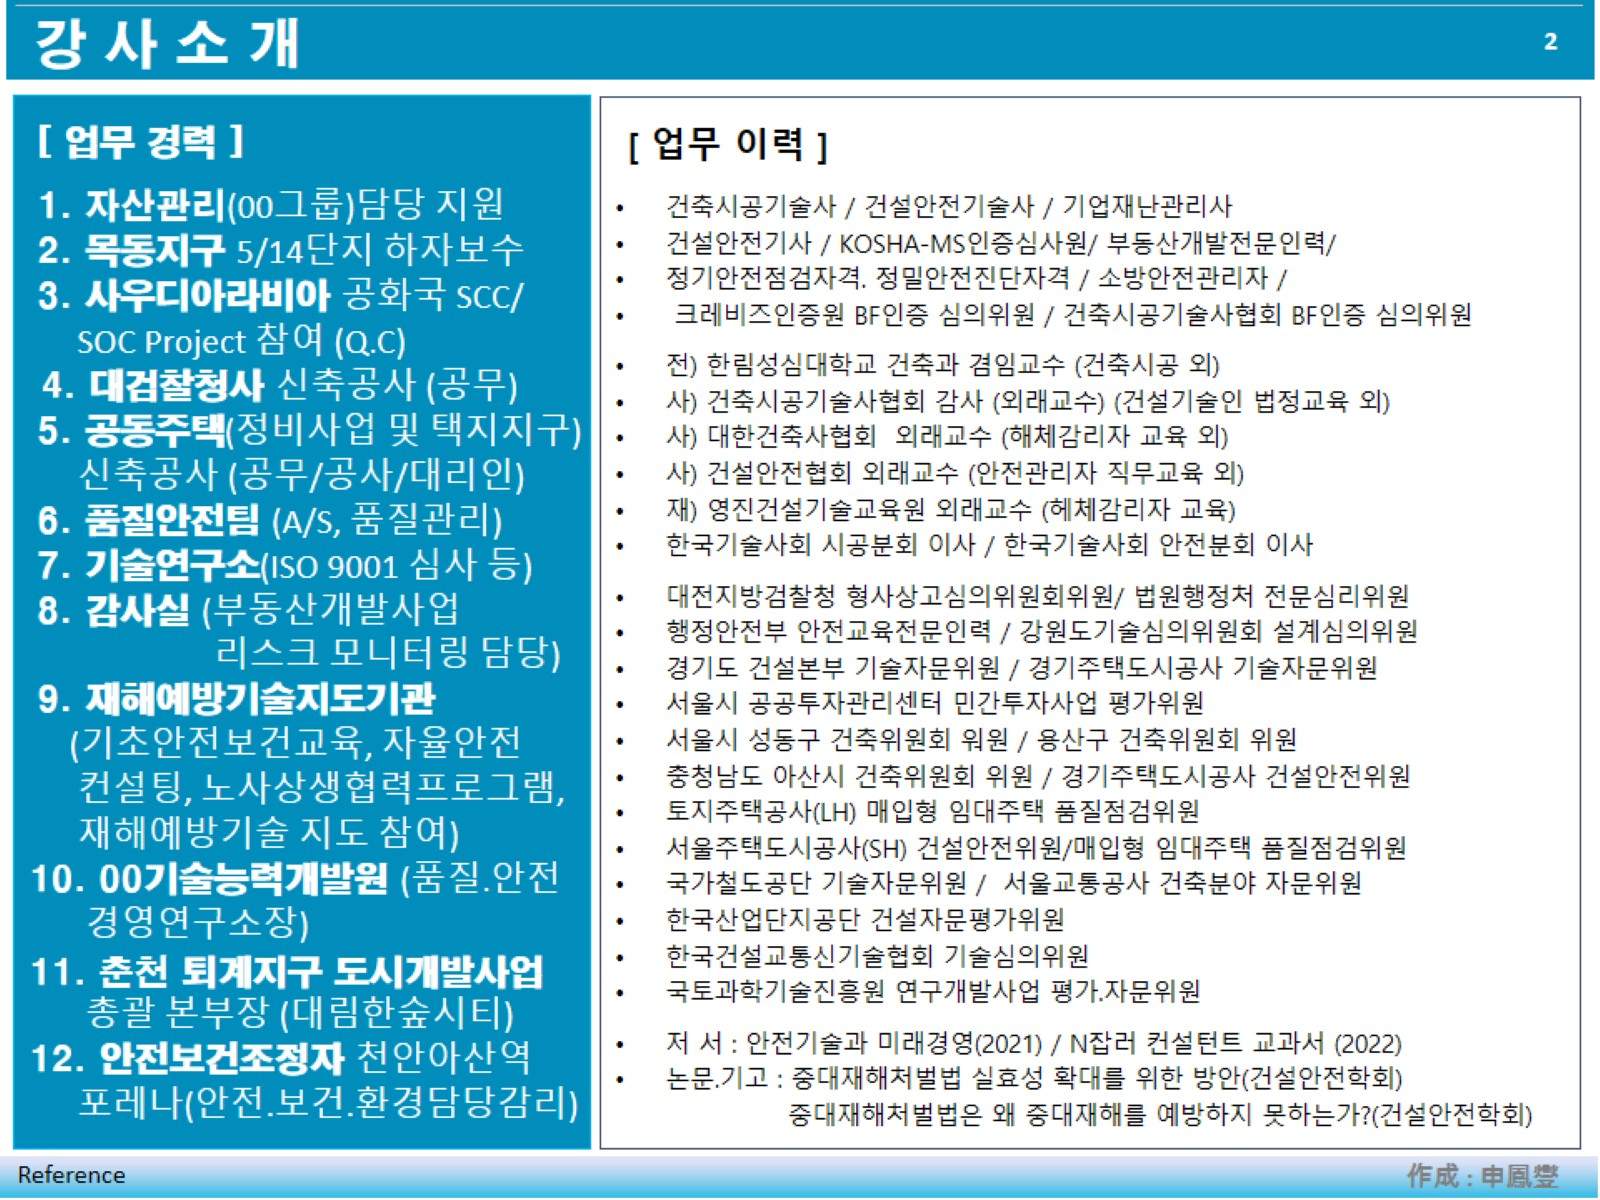 강 사 소 개
2
[ 업무 경력 ]
1. 자산관리(00그룹)담당 지원
2. 목동지구 5/14단지 하자보수
3. 사우디아라비아 공화국 SCC/
SOC Project 참여 (Q.C)
4. 대검찰청사 신축공사 (공무)
5. 공동주택(정비사업 및 택지지구)
신축공사 (공무/공사/대리인)
6. 품질안전팀 (A/S, 품질관리)
7. 기술연구소(ISO 9001 심사 등)
8. 감사실 (부동산개발사업
리스크 모니터링 담당)
9. 재해예방기술지도기관
(기초안전보건교육, 자율안전
컨설팅, 노사상생협력프로그램,
재해예방기술 지도 참여)
10. 00기술능력개발원 (품질.안전
경영연구소장)
11. 춘천 퇴계지구 도시개발사업
총괄 본부장 (대림한숲시티)
12. 안전보건조정자 천안아산역
포레나(안전.보건.환경담당감리)
[ 업무 이력 ]
• 건축시공기술사 / 건설안전기술사 / 기업재난관리사
• 건설안전기사 / KOSHA-MS인증심사원/ 부동산개발전문인력/
• 정기안전점검자격. 정밀안전진단자격 / 소방안전관리자 /
• 크레비즈인증원 BF인증 심의위원 / 건축시공기술사협회 BF인증 심의위원
• 전) 한림성심대학교 건축과 겸임교수 (건축시공 외)
• 사) 건축시공기술사협회 감사 (외래교수) (건설기술인 법정교육 외)
• 사) 대한건축사협회 외래교수 (해체감리자 교육 외)
• 사) 건설안전협회 외래교수 (안전관리자 직무교육 외)
• 재) 영진건설기술교육원 외래교수 (헤체감리자 교육)
• 한국기술사회 시공분회 이사 / 한국기술사회 안전분회 이사
• 대전지방검찰청 형사상고심의위원회위원/ 법원행정처 전문심리위원
• 행정안전부 안전교육전문인력 / 강원도기술심의위원회 설계심의위원
• 경기도 건설본부 기술자문위원 / 경기주택도시공사 기술자문위원
• 서울시 공공투자관리센터 민간투자사업 평가위원
• 서울시 성동구 건축위원회 워원 / 용산구 건축위원회 위원
• 충청남도 아산시 건축위원회 위원 / 경기주택도시공사 건설안전위원
• 토지주택공사(LH) 매입형 임대주택 품질점검위원
• 서울주택도시공사(SH) 건설안전위원/매입형 임대주택 품질점검위원
• 국가철도공단 기술자문위원 / 서울교통공사 건축분야 자문위원
• 한국산업단지공단 건설자문평가위원
• 한국건설교통신기술협회 기술심의위원
• 국토과학기술진흥원 연구개발사업 평가.자문위원
• 저 서 : 안전기술과 미래경영(2021) / N잡러 컨설턴트 교과서 (2022)
• 논문.기고 : 중대재해처벌법 실효성 확대를 위한 방안(건설안전학회)
중대재해처벌법은 왜 중대재해를 예방하지 못하는가?(건설안전학회)
Reference
作成 : 申鳳燮